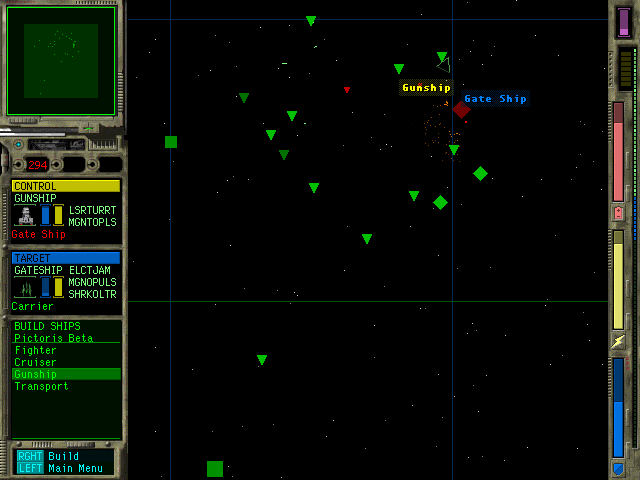 Gunship
Gate Ship
294
CONTROL
GUNSHIP
LSRTURRT
MGNTOPLS
Gate Ship
TARGET
GATESHIP ELCTJAM
MGNOPULS
SHRKOLTR
Carrier
BUILD SHIPS
Pictoris Beta
Fighter
Cruiser
Gunship
Transport
RGHT Build
LEFT Main Menu